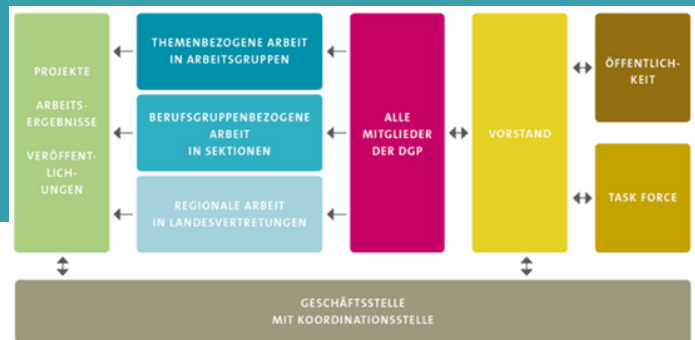 PROJEKTE
ARBEITS-
ERGEBNISSE
VERÖFFENT-
LICH-
UNGEN
THEMENBEZOGENE ARBEIT
IN ARBEITSGRUPPEN
BERUFSGRUPPENBEZOGENE
ARBEIT
IN SEKTIONEN
REGIONALE ARBEIT
IN LANDESVERTRETUNGEN
ALLE
MITGLIEDER
DER DGP
VORSTAND
ÖFFENTLICH-
KEIT
TASK FORCE
GESCHÄFTSSTELLE
MIT KOORDINATIONSSTELLE